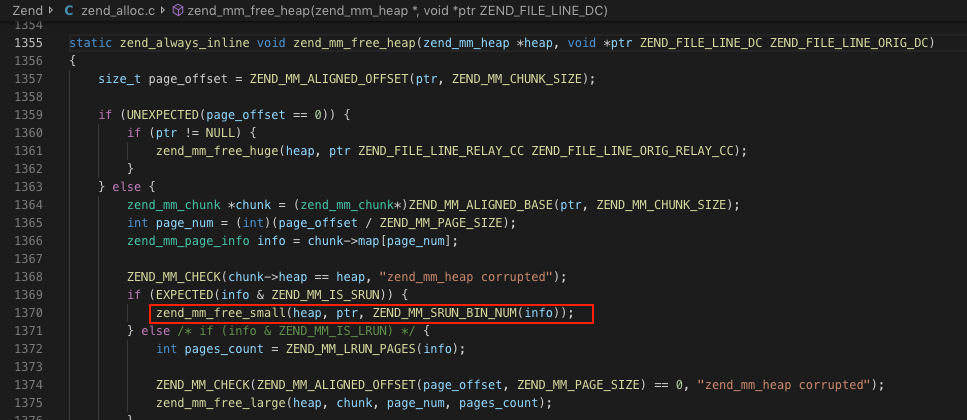 Zend > C zend_alloc.c > zend_mm_free_heap(zend_mm_heap *, void *ptr ZEND_FILE_LINE_DC)
1354
1355 static zend_always_inline void zend_mm_free_heap(zend_mm_heap *heap, void *ptr ZEND_FILE_LINE_DC ZEND_FILE_LINE_ORIG_DC)
1356 {
1357     size_t page_offset = ZEND_MM_ALIGNED_OFFSET(ptr, ZEND_MM_CHUNK_SIZE);
1358
1359     if (UNEXPECTED(page_offset == 0)) {
1360         if (ptr != NULL) {
1361             zend_mm_free_huge(heap, ptr ZEND_FILE_LINE_RELAY_CC ZEND_FILE_LINE_ORIG_RELAY_CC);
1362         }
1363     } else {
1364         zend_mm_chunk *chunk = (zend_mm_chunk*)ZEND_MM_ALIGNED_BASE(ptr, ZEND_MM_CHUNK_SIZE);
1365         int page_num = (int)(page_offset / ZEND_MM_PAGE_SIZE);
1366         zend_mm_page_info info = chunk->map[page_num];
1367
1368         ZEND_MM_CHECK(chunk->heap == heap, "zend_mm_heap corrupted");
1369         if (EXPECTED(info & ZEND_MM_IS_SRUN)) {
1370             zend_mm_free_small(heap, ptr, ZEND_MM_SRUN_BIN_NUM(info));
1371         } else /* if (info & ZEND_MM_IS_LRUN) */ {
1372             int pages_count = ZEND_MM_LRUN_PAGES(info);
1373
1374             ZEND_MM_CHECK(ZEND_MM_ALIGNED_OFFSET(page_offset, ZEND_MM_PAGE_SIZE) == 0, "zend_mm_heap corrupted");
1375             zend_mm_free_large(heap, chunk, page_num, pages_count);
1376         }